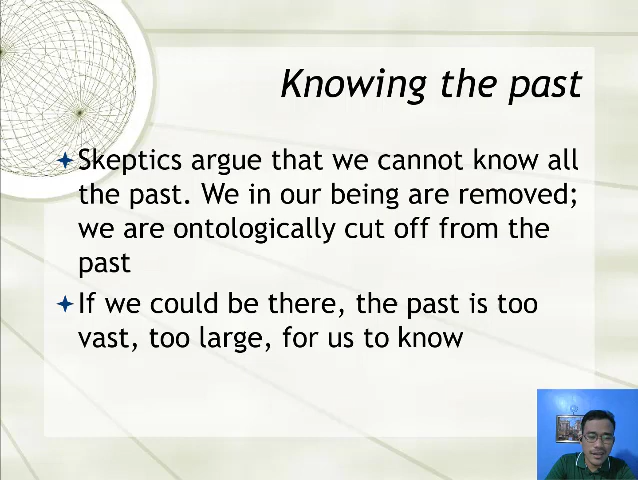 Knowing the past
Skeptics argue that we cannot know all
the past. We in our being are removed;
we are ontologically cut off from the
past
If we could be there, the past is too
vast, too large, for us to know